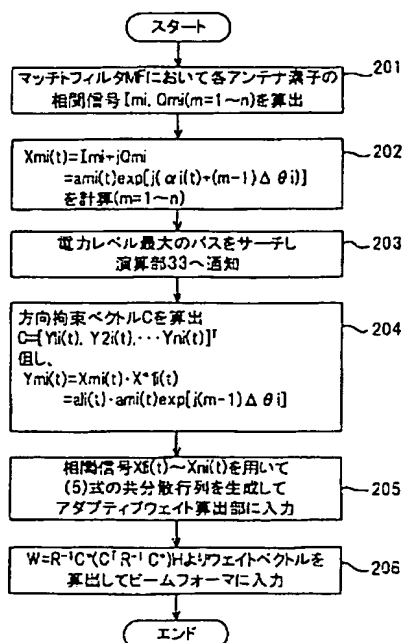 スタート
201
マッチトフィルタMFにおいて各アンテナ素子の
相関信号Imi, Qmi(m=1～n)を算出
202
Xmi(t)=Imi+jQmi
=ami(t)exp[j(αi(t)+(m-1)Δθi)]
を計算(m=1～n)
203
電力レベル最大のパスをサーチし
演算部33へ通知
204
方向拘束ベクトルCを算出
C=[Y1i(t), Y2i(t),···Yni(t)]ᵀ
但し、
Ymi(t)=Xmi(t)·X*1i(t)
=a1i(t)·ami(t)exp[j(m-1)Δθi]
205
相関信号X1i(t)～Xni(t)を用いて
(5)式の共分散行列を生成して
アダプティブウェイト算出部に入力
206
W=R⁻¹C*(CᵀR⁻¹C*)Hよりウェイトベクトルを
算出してビームフォーマに入力
エンド